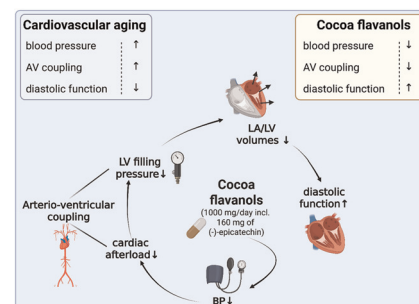 Cardiovascular aging
blood pressure ↑
AV coupling ↑
diastolic function ↓
Cocoa flavanols
blood pressure ↓
AV coupling ↓
diastolic function ↑
LA/LV
volumes ↓
LV filling
pressure↓
Arterio-ventricular
coupling
cardiac
afterload↓
Cocoa
flavanols
(1000 mg/day incl.
160 mg of
(-)-epicatechin)
diastolic
function↑
BP↓